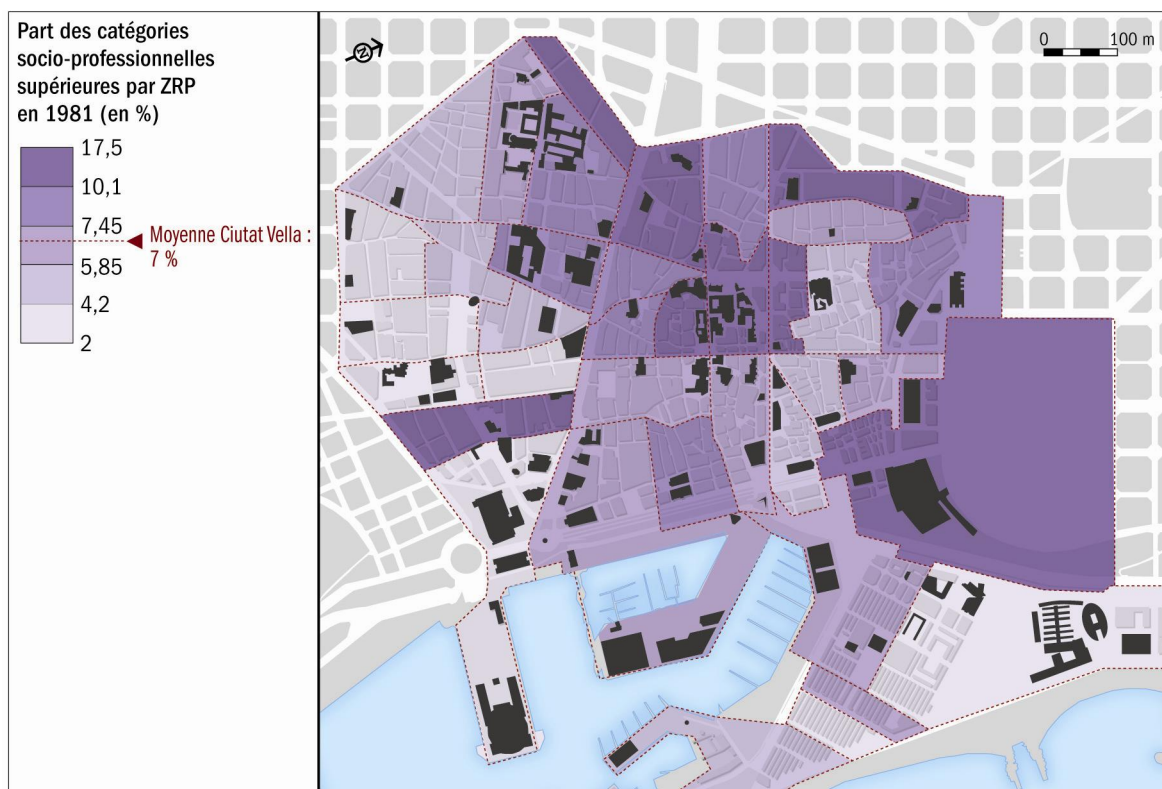 Part des catégories
socio-professionnelles
supérieures par ZRP
en 1981 (en %)
17,5
10,1
7,45
Moyenne Ciutat Vella :
7 %
5,85
4,2
2
N
0 100 m